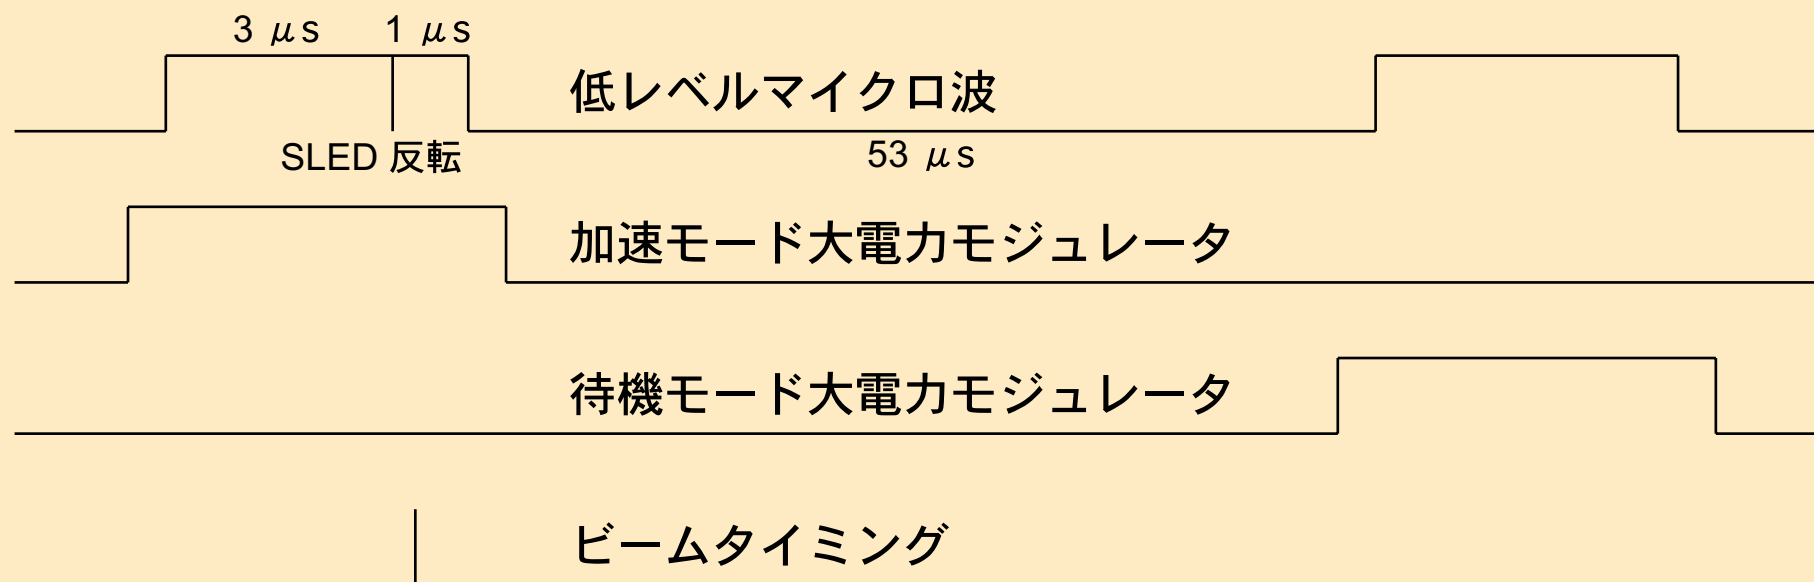 3 μs 1 μs
低レベルマイクロ波
SLED 反転
53 μs
加速モード大電力モジュレータ
待機モード大電力モジュレータ
ビームタイミング